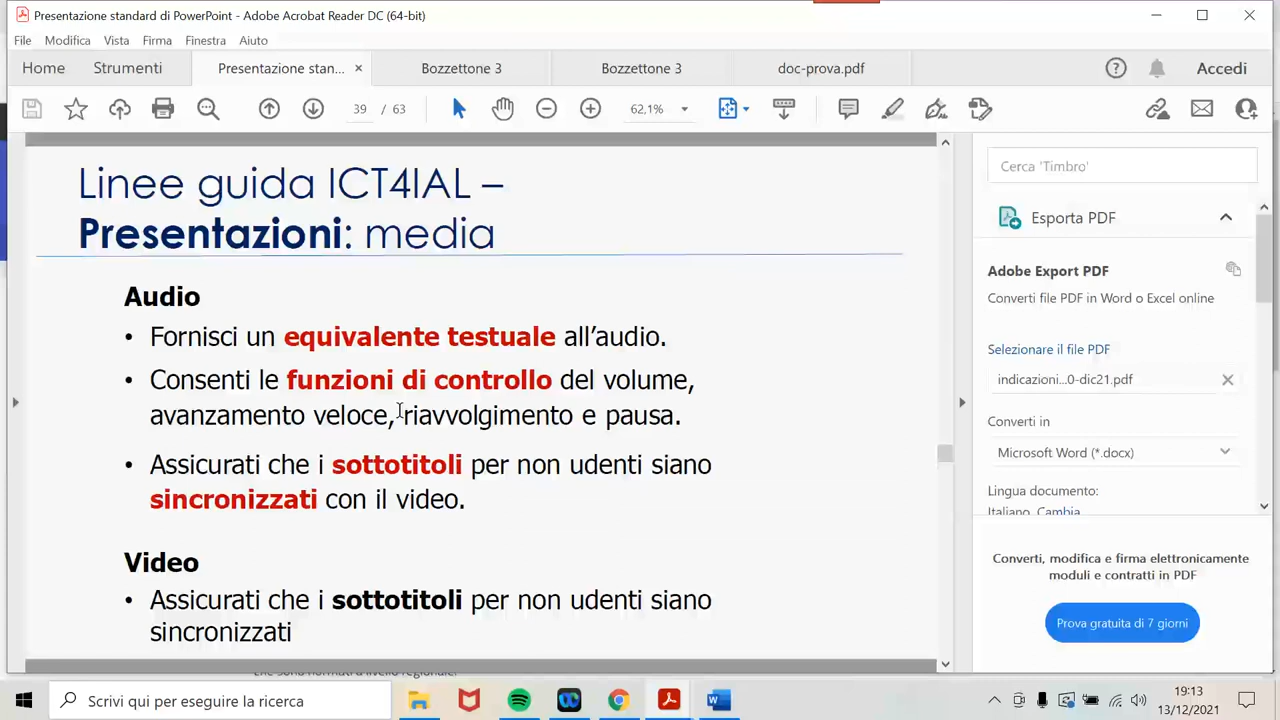 Presentazione standard di PowerPoint - Adobe Acrobat Reader DC (64-bit)
File Modifica Vista Firma Finestra Aiuto
Home Strumenti Presentazione stan... × Bozzettone 3 Bozzettone 3 doc-prova.pdf Accedi
39 / 63 62,1%
Linee guida ICT4IAL –
Presentazioni: media
Audio
• Fornisci un equivalente testuale all’audio.
• Consenti le funzioni di controllo del volume,
avanzamento veloce, riavvolgimento e pausa.
• Assicurati che i sottotitoli per non udenti siano
sincronizzati con il video.
Video
• Assicurati che i sottotitoli per non udenti siano
sincronizzati
Cerca 'Timbro'
Esporta PDF
Adobe Export PDF
Converti file PDF in Word o Excel online
Selezionare il file PDF
indicazioni...0-dic21.pdf
Converti in
Microsoft Word (*.docx)
Lingua documento:
Italiano Cambia
Converti, modifica e firma elettronicamente
moduli e contratti in PDF
Prova gratuita di 7 giorni
Scrivi qui per eseguire la ricerca
19:13
13/12/2021